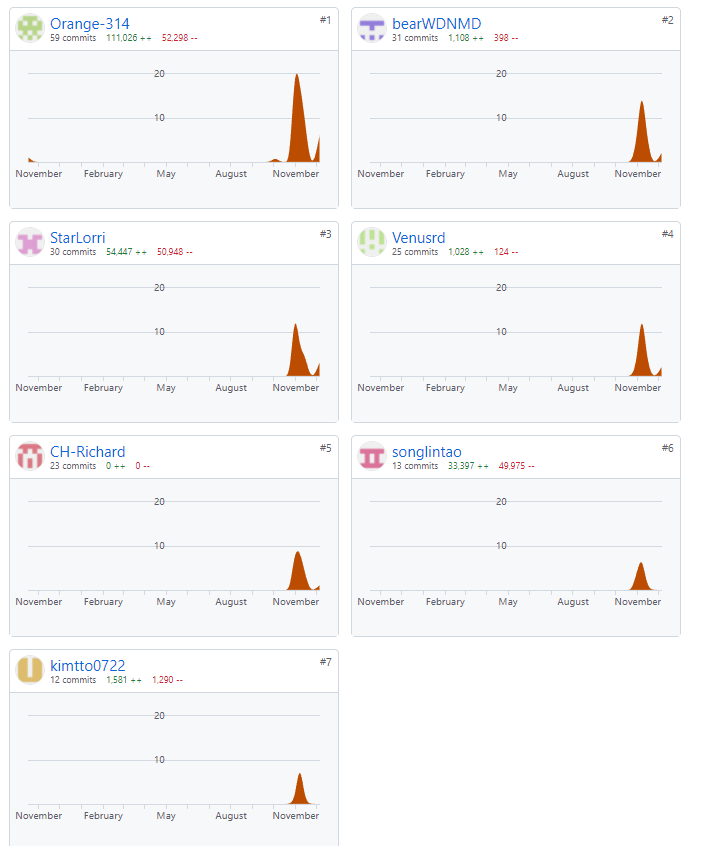 Orange-314 #1
59 commits 111,026 ++ 52,298 --
20
10
November February May August November
bearWDNMD #2
31 commits 1,108 ++ 398 --
20
10
November February May August November
StarLorri #3
30 commits 54,447 ++ 50,948 --
20
10
November February May August November
Venusrd #4
25 commits 1,028 ++ 124 --
20
10
November February May August November
CH-Richard #5
23 commits 0 ++ 0 --
20
10
November February May August November
songlintao #6
13 commits 33,397 ++ 49,975 --
20
10
November February May August November
kimtto0722 #7
12 commits 1,581 ++ 1,290 --
20
10
November February May August November